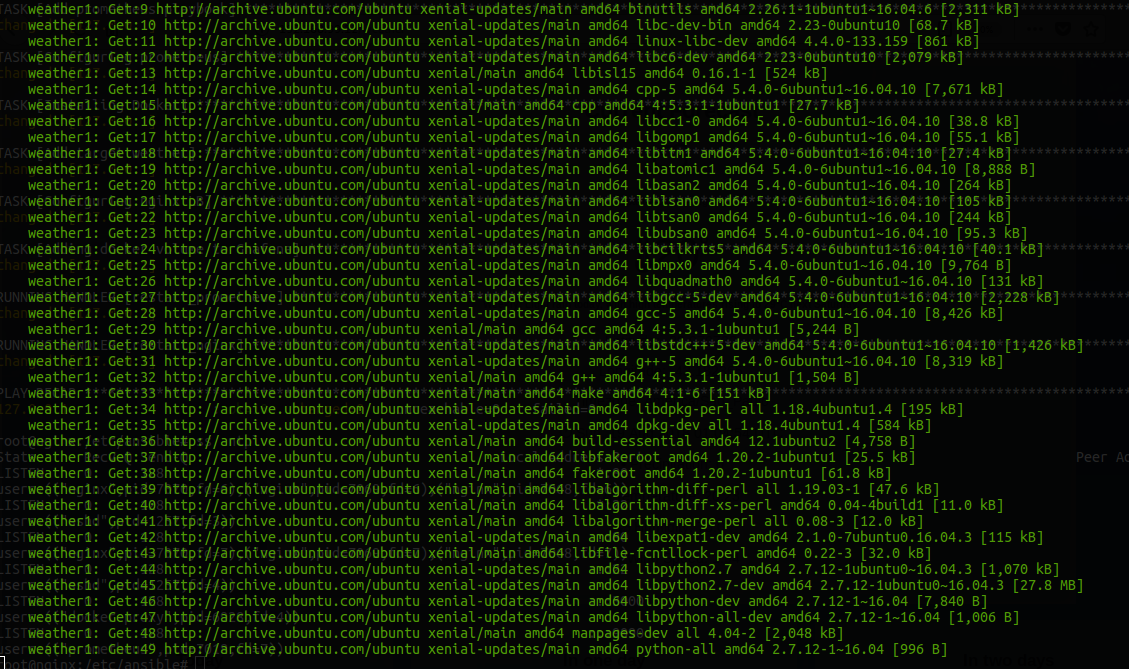 weather1: Get:9 http://archive.ubuntu.com/ubuntu xenial-updates/main amd64 binutils amd64 2.26.1-1ubuntu1~16.04.6 [2,311 kB]
weather1: Get:10 http://archive.ubuntu.com/ubuntu xenial-updates/main amd64 libc-dev-bin amd64 2.23-0ubuntu10 [68.7 kB]
weather1: Get:11 http://archive.ubuntu.com/ubuntu xenial-updates/main amd64 linux-libc-dev amd64 4.4.0-133.159 [861 kB]
weather1: Get:12 http://archive.ubuntu.com/ubuntu xenial-updates/main amd64 libc6-dev amd64 2.23-0ubuntu10 [2,079 kB]
weather1: Get:13 http://archive.ubuntu.com/ubuntu xenial/main amd64 libisl15 amd64 0.16.1-1 [524 kB]
weather1: Get:14 http://archive.ubuntu.com/ubuntu xenial-updates/main amd64 cpp-5 amd64 5.4.0-6ubuntu1~16.04.10 [7,671 kB]
weather1: Get:15 http://archive.ubuntu.com/ubuntu xenial/main amd64 cpp amd64 4:5.3.1-1ubuntu1 [27.7 kB]
weather1: Get:16 http://archive.ubuntu.com/ubuntu xenial-updates/main amd64 libcc1-0 amd64 5.4.0-6ubuntu1~16.04.10 [38.8 kB]
weather1: Get:17 http://archive.ubuntu.com/ubuntu xenial-updates/main amd64 libgomp1 amd64 5.4.0-6ubuntu1~16.04.10 [55.1 kB]
weather1: Get:18 http://archive.ubuntu.com/ubuntu xenial-updates/main amd64 libitm1 amd64 5.4.0-6ubuntu1~16.04.10 [27.4 kB]
weather1: Get:19 http://archive.ubuntu.com/ubuntu xenial-updates/main amd64 libatomic1 amd64 5.4.0-6ubuntu1~16.04.10 [8,888 B]
weather1: Get:20 http://archive.ubuntu.com/ubuntu xenial-updates/main amd64 libasan2 amd64 5.4.0-6ubuntu1~16.04.10 [264 kB]
weather1: Get:21 http://archive.ubuntu.com/ubuntu xenial-updates/main amd64 liblsan0 amd64 5.4.0-6ubuntu1~16.04.10 [105 kB]
weather1: Get:22 http://archive.ubuntu.com/ubuntu xenial-updates/main amd64 libtsan0 amd64 5.4.0-6ubuntu1~16.04.10 [244 kB]
weather1: Get:23 http://archive.ubuntu.com/ubuntu xenial-updates/main amd64 libubsan0 amd64 5.4.0-6ubuntu1~16.04.10 [95.3 kB]
weather1: Get:24 http://archive.ubuntu.com/ubuntu xenial-updates/main amd64 libcilkrts5 amd64 5.4.0-6ubuntu1~16.04.10 [40.1 kB]
weather1: Get:25 http://archive.ubuntu.com/ubuntu xenial-updates/main amd64 libmpx0 amd64 5.4.0-6ubuntu1~16.04.10 [9,764 B]
weather1: Get:26 http://archive.ubuntu.com/ubuntu xenial-updates/main amd64 libquadmath0 amd64 5.4.0-6ubuntu1~16.04.10 [131 kB]
weather1: Get:27 http://archive.ubuntu.com/ubuntu xenial-updates/main amd64 libgcc-5-dev amd64 5.4.0-6ubuntu1~16.04.10 [2,228 kB]
weather1: Get:28 http://archive.ubuntu.com/ubuntu xenial-updates/main amd64 gcc-5 amd64 5.4.0-6ubuntu1~16.04.10 [8,426 kB]
weather1: Get:29 http://archive.ubuntu.com/ubuntu xenial/main amd64 gcc amd64 4:5.3.1-1ubuntu1 [5,244 B]
weather1: Get:30 http://archive.ubuntu.com/ubuntu xenial-updates/main amd64 libstdc++-5-dev amd64 5.4.0-6ubuntu1~16.04.10 [1,426 kB]
weather1: Get:31 http://archive.ubuntu.com/ubuntu xenial-updates/main amd64 g++-5 amd64 5.4.0-6ubuntu1~16.04.10 [8,319 kB]
weather1: Get:32 http://archive.ubuntu.com/ubuntu xenial/main amd64 g++ amd64 4:5.3.1-1ubuntu1 [1,504 B]
weather1: Get:33 http://archive.ubuntu.com/ubuntu xenial/main amd64 make amd64 4.1-6 [151 kB]
weather1: Get:34 http://archive.ubuntu.com/ubuntu xenial-updates/main amd64 libdpkg-perl all 1.18.4ubuntu1.4 [195 kB]
weather1: Get:35 http://archive.ubuntu.com/ubuntu xenial-updates/main amd64 dpkg-dev all 1.18.4ubuntu1.4 [584 kB]
weather1: Get:36 http://archive.ubuntu.com/ubuntu xenial/main amd64 build-essential amd64 12.1ubuntu2 [4,758 B]
weather1: Get:37 http://archive.ubuntu.com/ubuntu xenial/main amd64 libfakeroot amd64 1.20.2-1ubuntu1 [25.5 kB]
weather1: Get:38 http://archive.ubuntu.com/ubuntu xenial/main amd64 fakeroot amd64 1.20.2-1ubuntu1 [61.8 kB]
weather1: Get:39 http://archive.ubuntu.com/ubuntu xenial/main amd64 libalgorithm-diff-perl all 1.19.03-1 [47.6 kB]
weather1: Get:40 http://archive.ubuntu.com/ubuntu xenial/main amd64 libalgorithm-diff-xs-perl amd64 0.04-4build1 [11.0 kB]
weather1: Get:41 http://archive.ubuntu.com/ubuntu xenial/main amd64 libalgorithm-merge-perl all 0.08-3 [12.0 kB]
weather1: Get:42 http://archive.ubuntu.com/ubuntu xenial-updates/main amd64 libexpat1-dev amd64 2.1.0-7ubuntu0.16.04.3 [115 kB]
weather1: Get:43 http://archive.ubuntu.com/ubuntu xenial/main amd64 libfile-fcntllock-perl amd64 0.22-3 [32.0 kB]
weather1: Get:44 http://archive.ubuntu.com/ubuntu xenial-updates/main amd64 libpython2.7 amd64 2.7.12-1ubuntu0~16.04.3 [1,070 kB]
weather1: Get:45 http://archive.ubuntu.com/ubuntu xenial-updates/main amd64 libpython2.7-dev amd64 2.7.12-1ubuntu0~16.04.3 [27.8 MB]
weather1: Get:46 http://archive.ubuntu.com/ubuntu xenial-updates/main amd64 libpython-dev amd64 2.7.12-1~16.04 [7,840 B]
weather1: Get:47 http://archive.ubuntu.com/ubuntu xenial-updates/main amd64 libpython-all-dev amd64 2.7.12-1~16.04 [1,006 B]
weather1: Get:48 http://archive.ubuntu.com/ubuntu xenial/main amd64 manpages-dev all 4.04-2 [2,048 kB]
weather1: Get:49 http://archive.ubuntu.com/ubuntu xenial-updates/main amd64 python-all amd64 2.7.12-1~16.04 [996 B]
root@nginx:/etc/ansible#